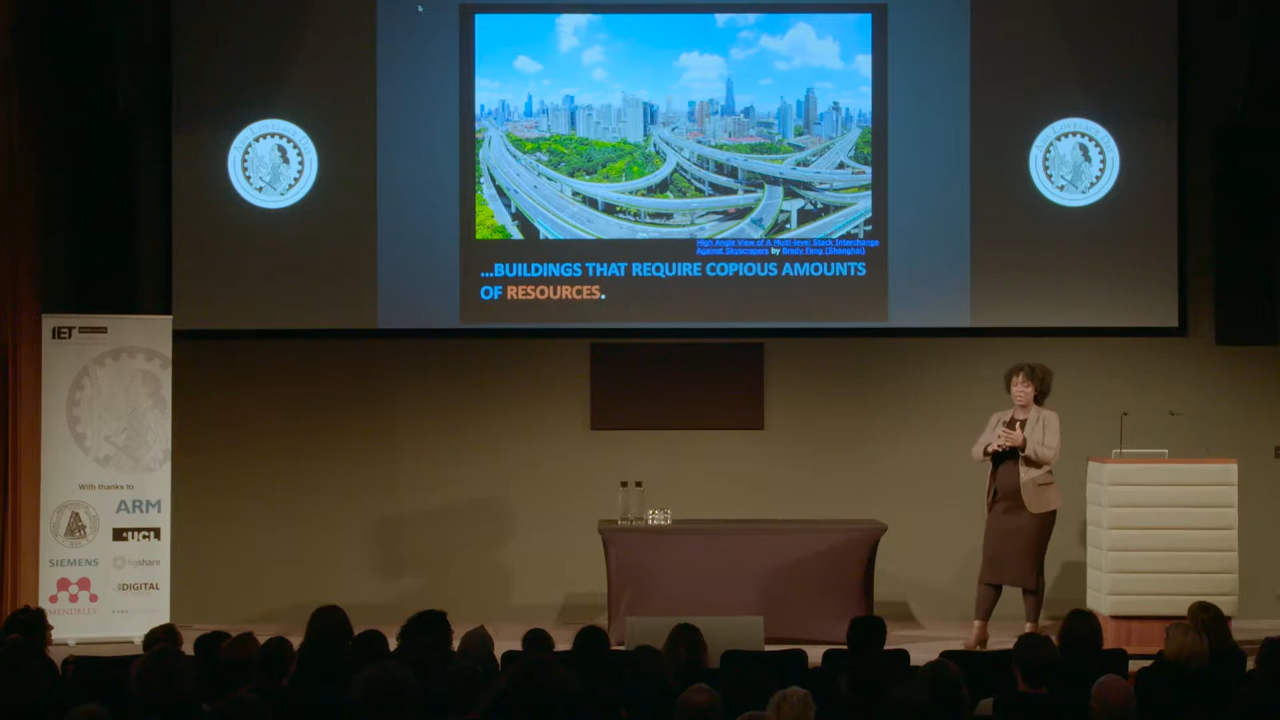 High Angle View of A Multi-level Stack Interchange
Against Skyscrapers by Brady Fang (Shanghai)
...BUILDINGS THAT REQUIRE COPIOUS AMOUNTS
OF RESOURCES.
IET
With thanks to
ARM
UCL
SIEMENS
figshare
DIGITAL
MENDELEY